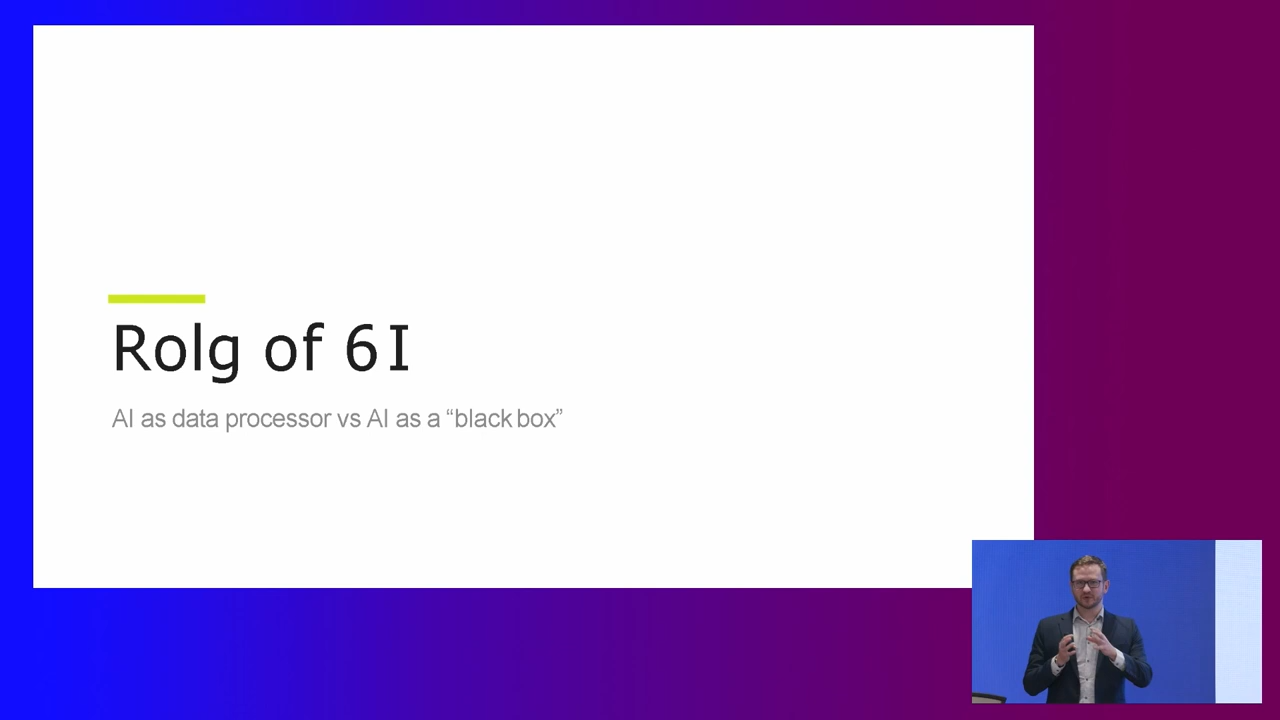 Rolg of 6I
AI as data processor vs AI as a “black box”